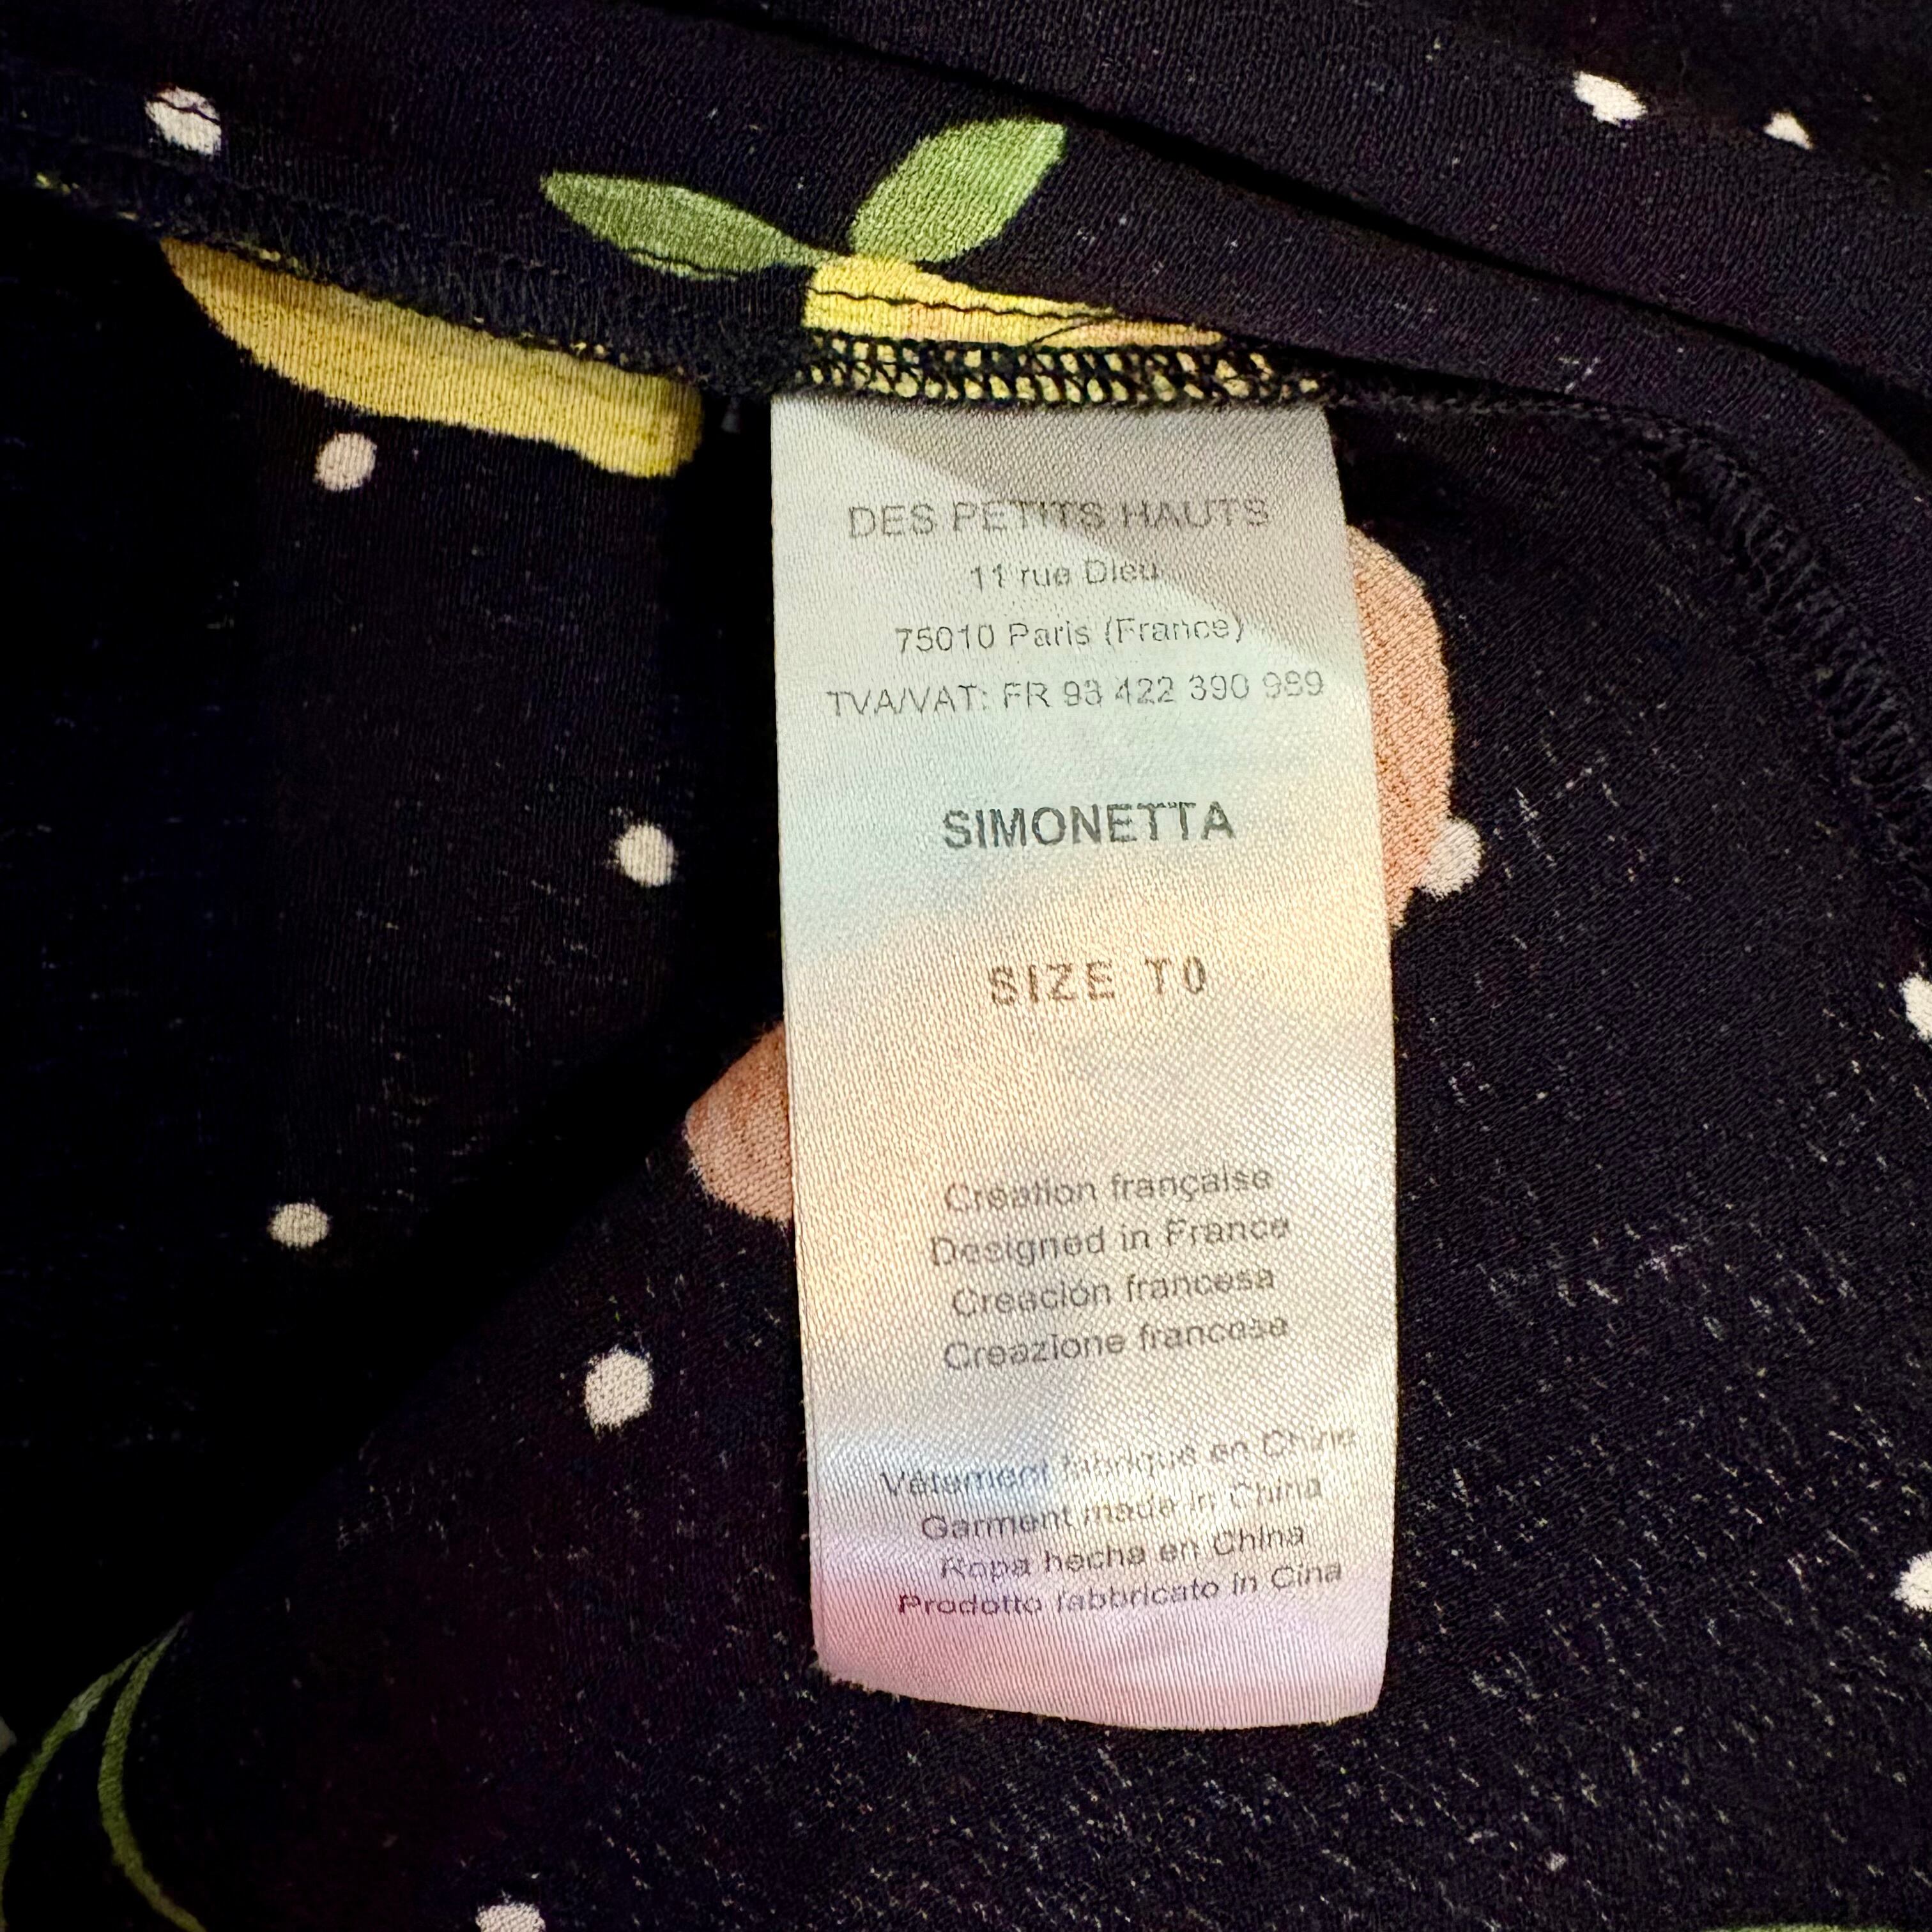 DES PETITS HAUTS
11 rue Dieu
75010 Paris (France)
TVA/VAT: FR 93 422 390 989
SIMONETTA
SIZE T0
Création française
Designed in France
Creación francesa
Creazione francese
Vêtement fabriqué en Chine
Garment made in China
Ropa hecha en China
Prodotto fabbricato in Cina